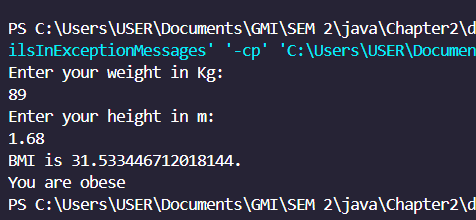 PS C:\Users\USER\Documents\GMI\SEM 2\java\Chapter2\d
ilsInExceptionMessages' '-cp' 'C:\Users\USER\Documen
Enter your weight in Kg:
89
Enter your height in m:
1.68
BMI is 31.533446712018144.
You are obese
PS C:\Users\USER\Documents\GMI\SEM 2\java\Chapter2\d